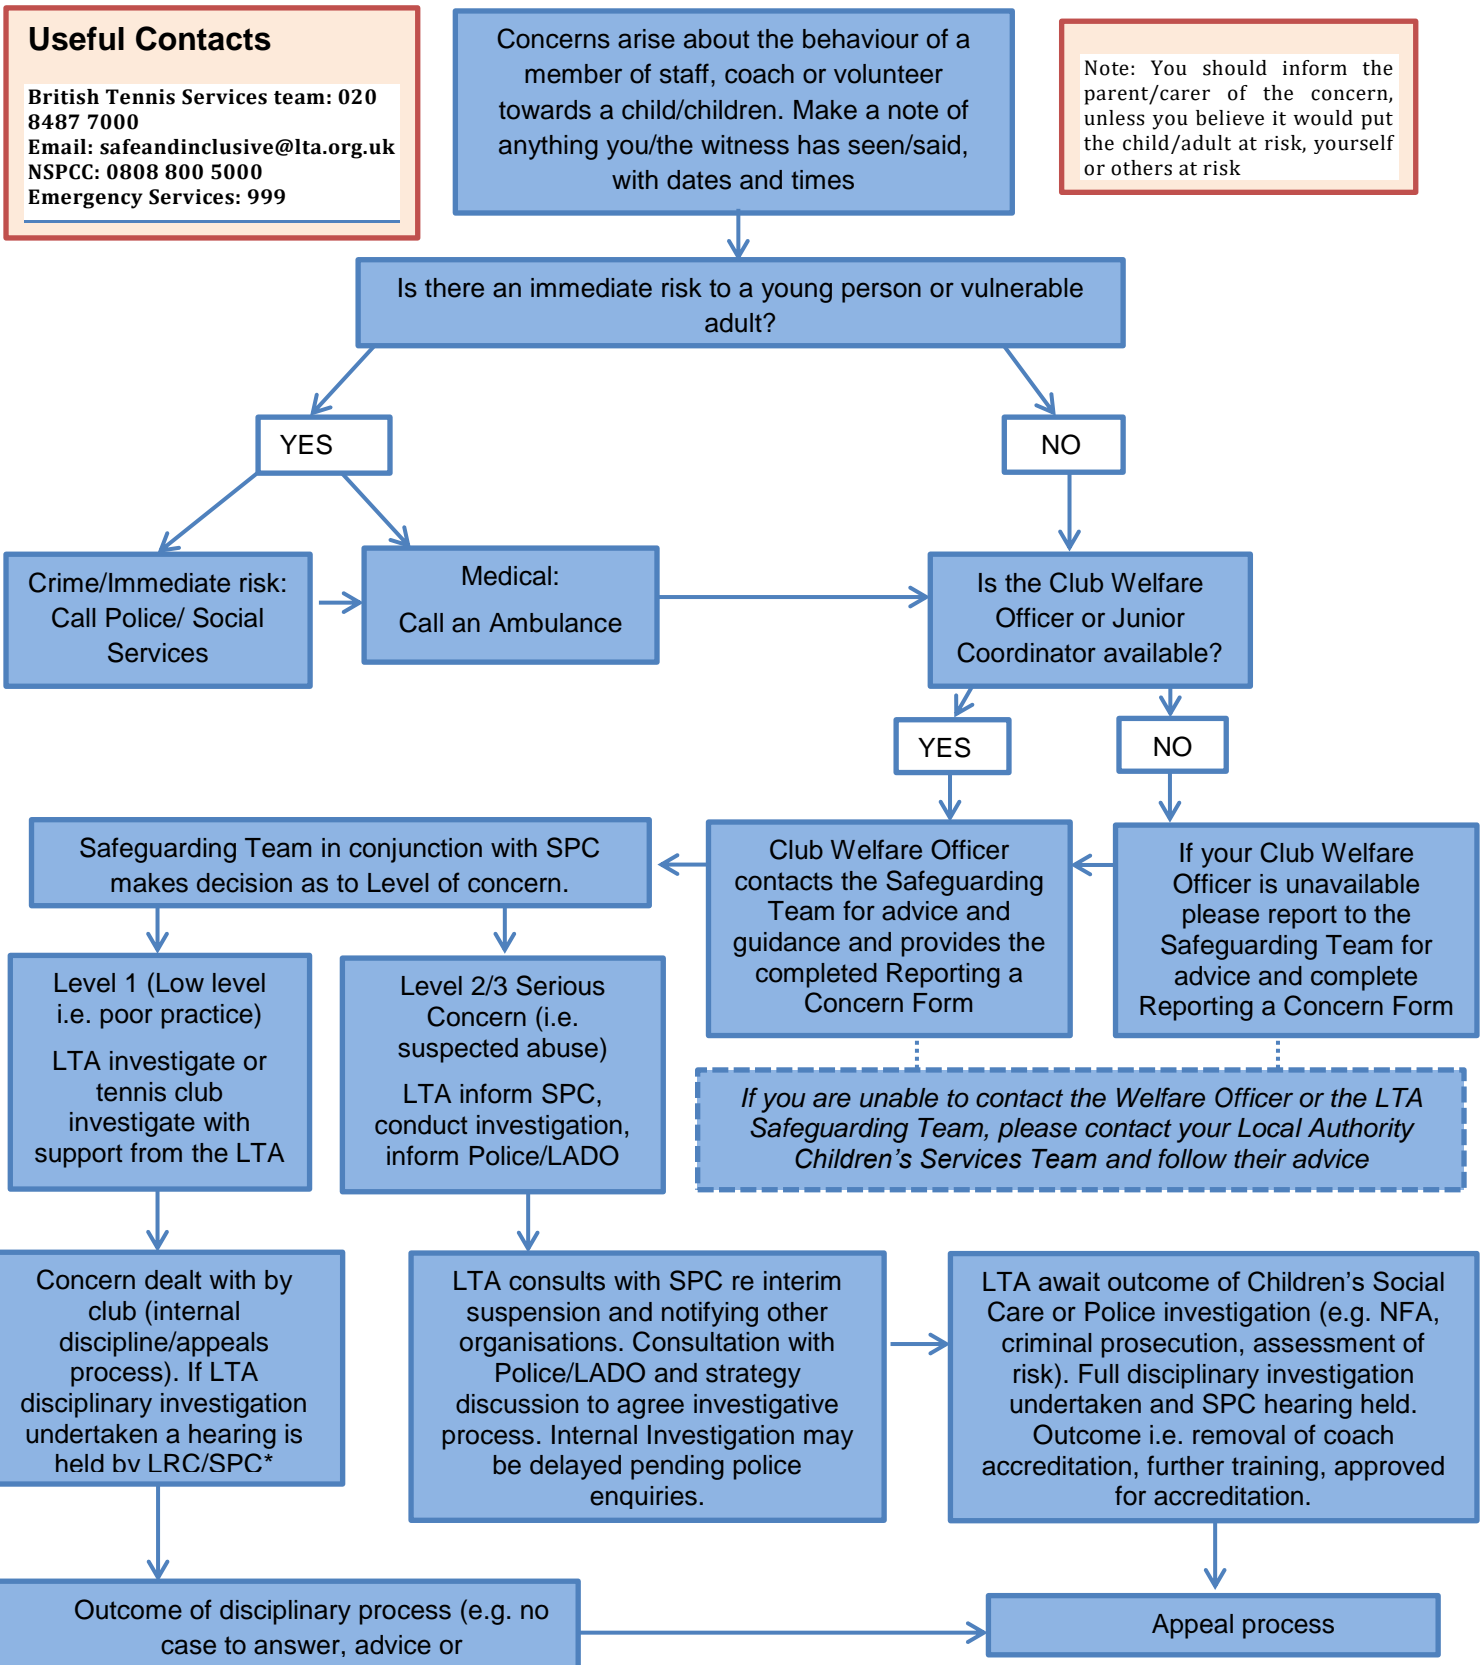 Useful Contacts
British Tennis Services team: 020
8487 7000
Email: safeandinclusive@lta.org.uk
NSPCC: 0808 800 5000
Emergency Services: 999
Concerns arise about the behaviour of a
member of staff, coach or volunteer
towards a child/children. Make a note of
anything you/the witness has seen/said,
with dates and times
Note: You should inform the
parent/carer of the concern,
unless you believe it would put
the child/adult at risk, yourself
or others at risk
Is there an immediate risk to a young person or vulnerable
adult?
YES
NO
Crime/Immediate risk:
Call Police/ Social
Services
Medical:
Call an Ambulance
Is the Club Welfare
Officer or Junior
Coordinator available?
YES
NO
Safeguarding Team in conjunction with SPC
makes decision as to Level of concern.
Club Welfare Officer
contacts the Safeguarding
Team for advice and
guidance and provides the
completed Reporting a
Concern Form
If your Club Welfare
Officer is unavailable
please report to the
Safeguarding Team for
advice and complete
Reporting a Concern Form
Level 1 (Low level
i.e. poor practice)
LTA investigate or
tennis club
investigate with
support from the LTA
Level 2/3 Serious
Concern (i.e.
suspected abuse)
LTA inform SPC,
conduct investigation,
inform Police/LADO
If you are unable to contact the Welfare Officer or the LTA
Safeguarding Team, please contact your Local Authority
Children’s Services Team and follow their advice
Concern dealt with by
club (internal
discipline/appeals
process). If LTA
disciplinary investigation
undertaken a hearing is
held by LRC/SPC*
LTA consults with SPC re interim
suspension and notifying other
organisations. Consultation with
Police/LADO and strategy
discussion to agree investigative
process. Internal Investigation may
be delayed pending police
enquiries.
LTA await outcome of Children’s Social
Care or Police investigation (e.g. NFA,
criminal prosecution, assessment of
risk). Full disciplinary investigation
undertaken and SPC hearing held.
Outcome i.e. removal of coach
accreditation, further training, approved
for accreditation.
Outcome of disciplinary process (e.g. no
case to answer, advice or
Appeal process